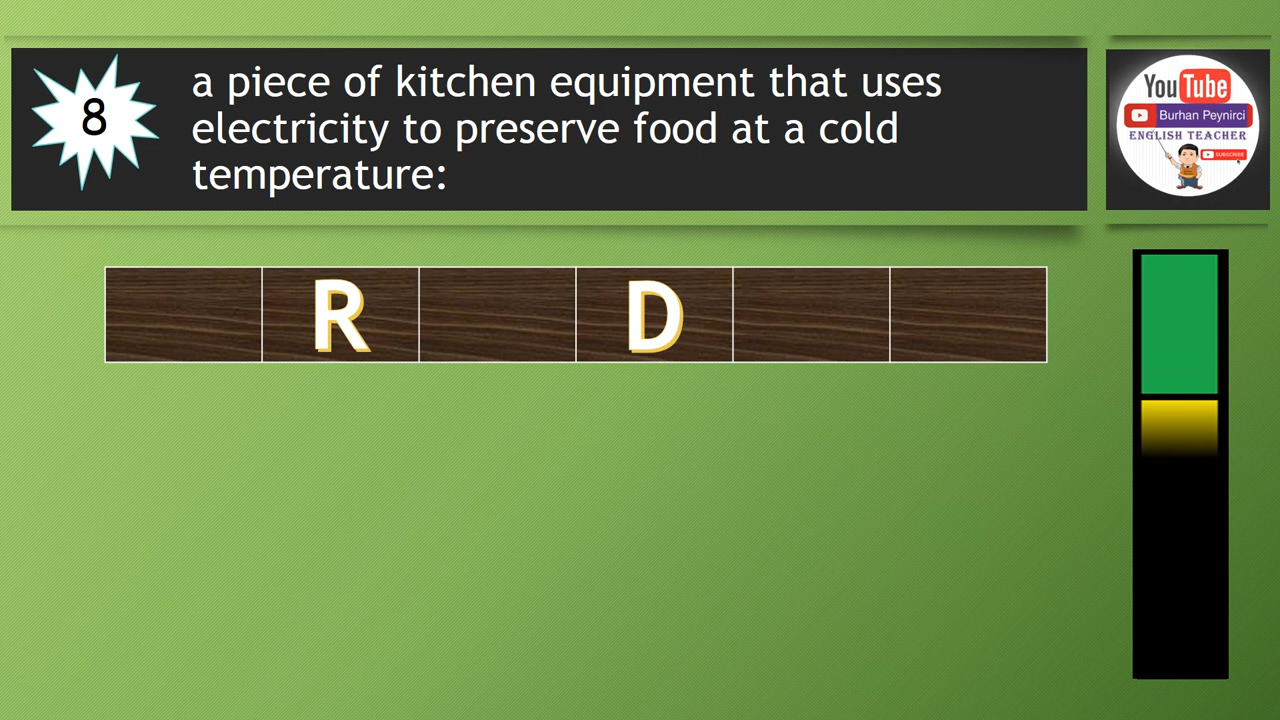 8
a piece of kitchen equipment that uses
electricity to preserve food at a cold
temperature:
YouTube
Burhan Peynirci
ENGLISH TEACHER
SUBSCRIBE
R D